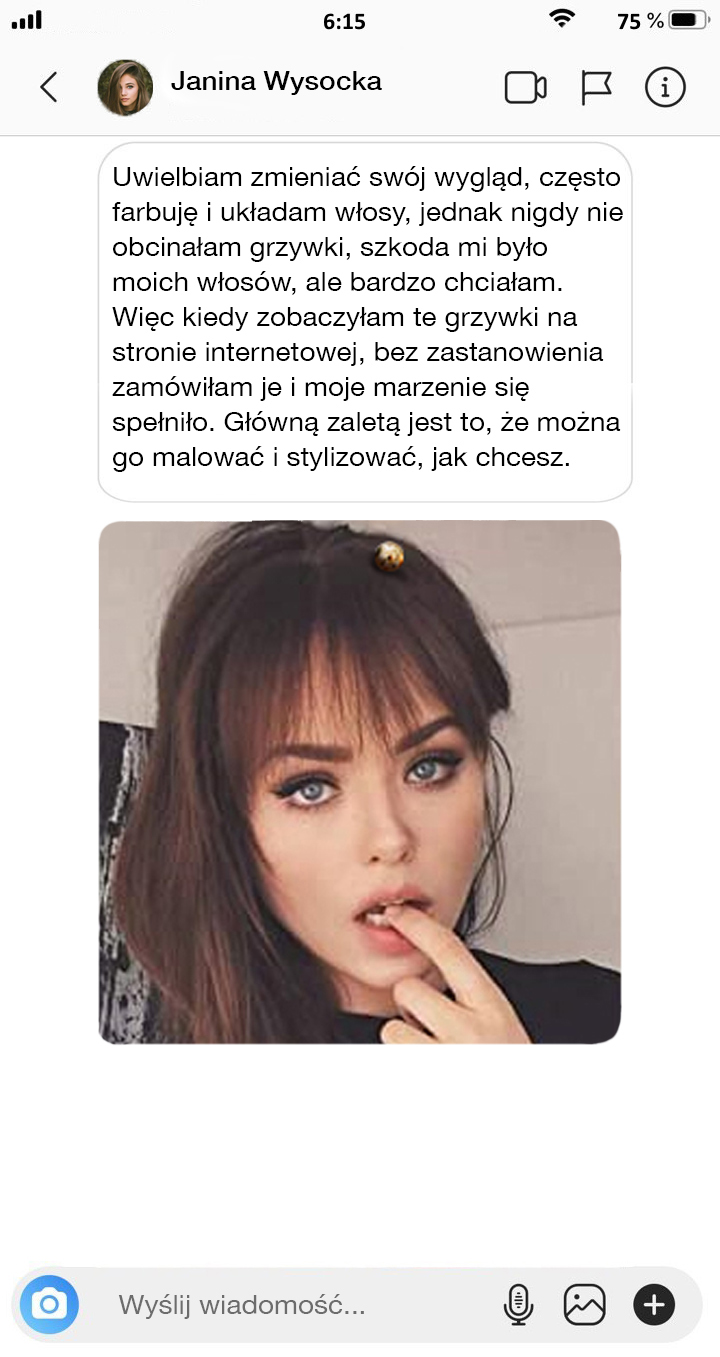 6:15
75 %
Janina Wysocka
Uwielbiam zmieniać swój wygląd, często
farbuję i układam włosy, jednak nigdy nie
obcinałam grzywki, szkoda mi było
moich włosów, ale bardzo chciałam.
Więc kiedy zobaczyłam te grzywki na
stronie internetowej, bez zastanowienia
zamówiłam je i moje marzenie się
spełniło. Główną zaletą jest to, że można
go malować i stylizować, jak chcesz.
Wyślij wiadomość...